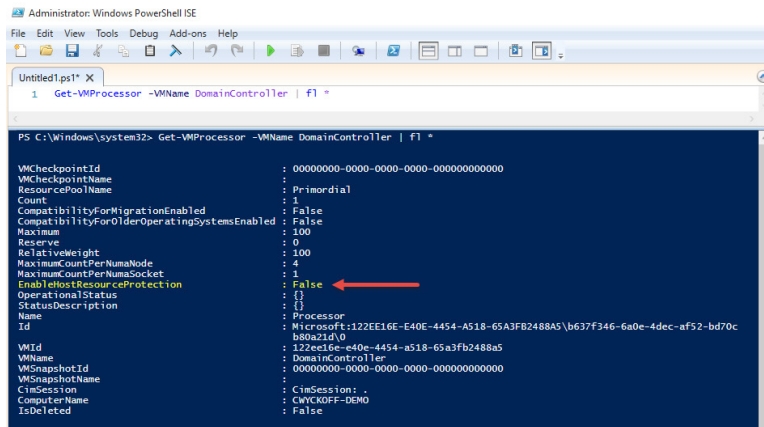 Administrator: Windows PowerShell ISE
File Edit View Tools Debug Add-ons Help
Untitled1.ps1* X
1 Get-VMProcessor -VMName DomainController | fl *
PS C:\Windows\system32> Get-VMProcessor -VMName DomainController | fl *
VMCheckpointId : 00000000-0000-0000-0000-000000000000
VMCheckpointName :
ResourcePoolName : Primordial
Count : 1
CompatibilityForMigrationEnabled : False
CompatibilityForOlderOperatingSystemsEnabled : False
Maximum : 100
Reserve : 0
RelativeWeight : 100
MaximumCountPerNumaNode : 4
MaximumCountPerNumaSocket : 1
EnableHostResourceProtection : False
OperationalStatus : {}
StatusDescription : {}
Name : Processor
Id : Microsoft:122EE16E-E40E-4454-A518-65A3FB2488A5\b637f346-6a0e-4dec-af52-bd70c
b80a21d\0
VMId : 122ee16e-e40e-4454-a518-65a3fb2488a5
VMName : DomainController
VMSnapshotId : 00000000-0000-0000-0000-000000000000
VMSnapshotName :
CimSession : CimSession: .
ComputerName : CWYCKOFF-DEMO
IsDeleted : False